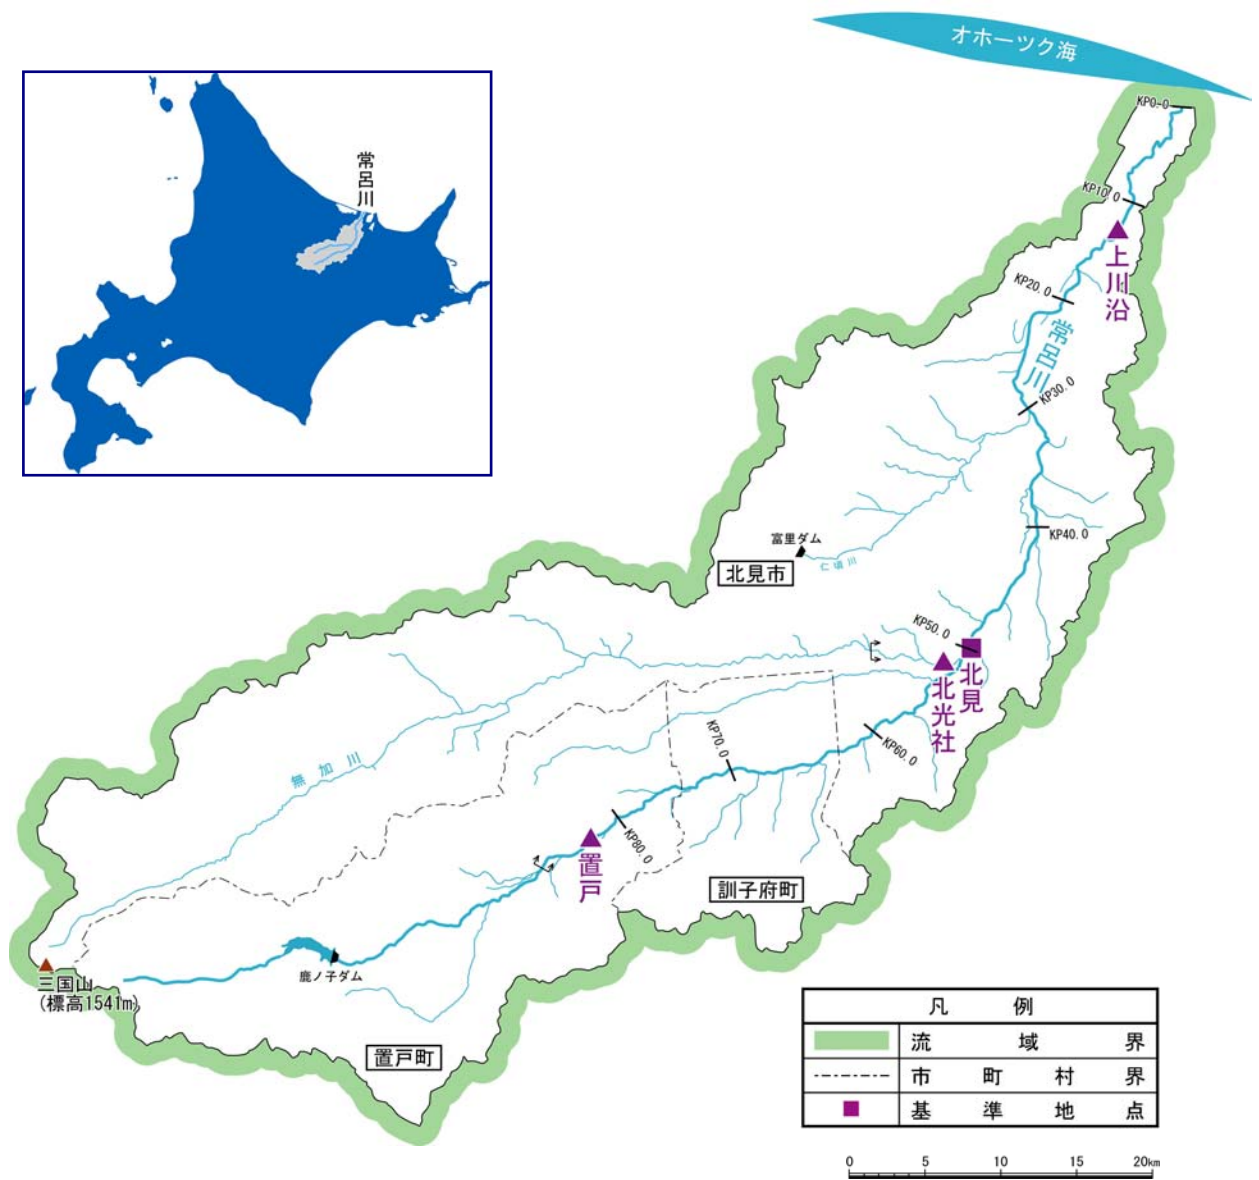 オホーツク海
常呂川
KP0.0
KP10.0
上川沿
KP20.0
常呂川
KP30.0
KP40.0
富里ダム
仁頃川
北見市
KP50.0
北見
北光社
KP60.0
KP70.0
無加川
KP80.0
置戸
訓子府町
鹿ノ子ダム
三国山
(標高1541m)
置戸町
凡 例
流 域 界
市 町 村 界
基 準 地 点
0 5 10 15 20km